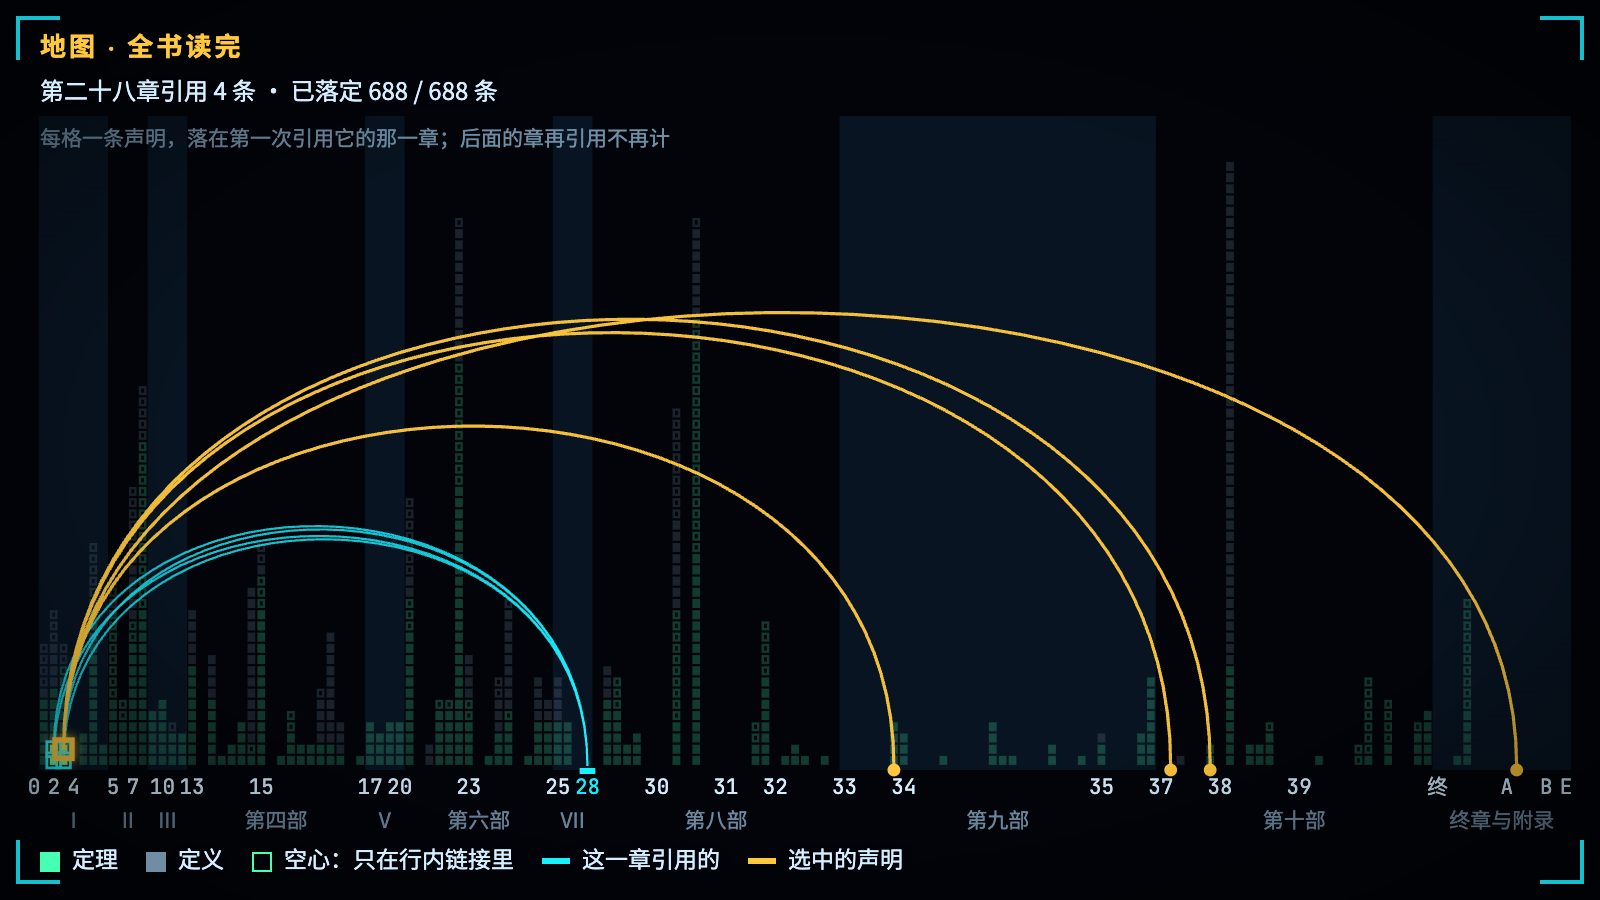 地图 · 全书读完
第二十八章引用 4 条 · 已落定 688 / 688 条
每格一条声明，落在第一次引用它的那一章；后面的章再引用不再计
0 2 4 5 7 10 13 15 17 20 23 25 28 30 31 32 33 34 35 37 38 39 终 A B E
I II III 第四部 V 第六部 VII 第八部 第九部 第十部 终章与附录
定理 定义 空心：只在行内链接里 这一章引用的 选中的声明